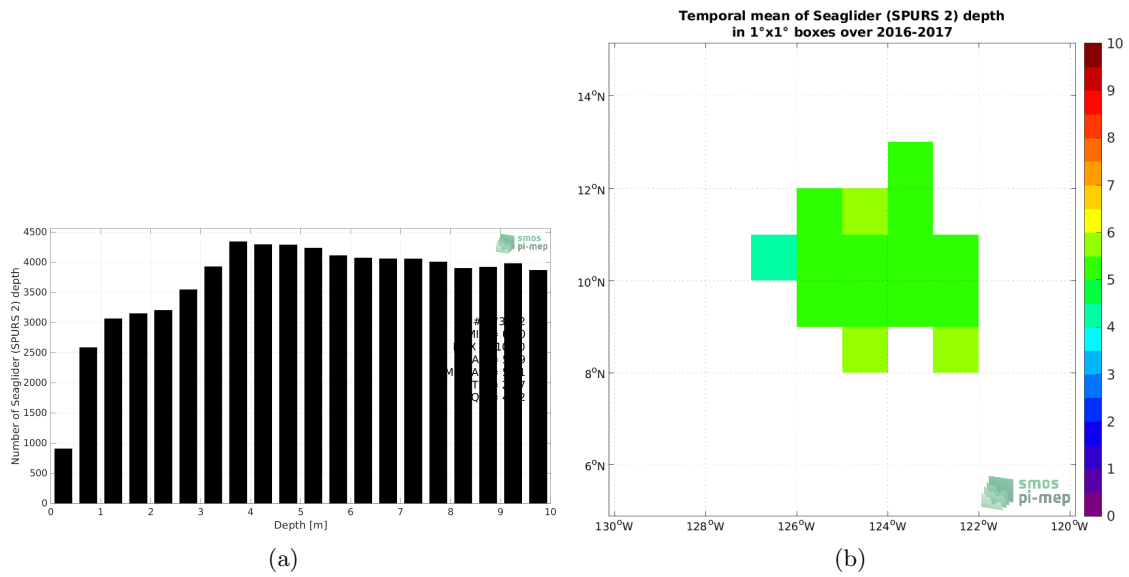 Number of Seaglider (SPURS 2) depth
4500
4000
3500
3000
2500
2000
1500
1000
500
0
0 1 2 3 4 5 6 7 8 9 10
Depth [m]
smos
pi-mep
(a)
Temporal mean of Seaglider (SPURS 2) depth
in 1°x1° boxes over 2016-2017
14°N
12°N
10°N
8°N
6°N
130°W 128°W 126°W 124°W 122°W 120°W
10
9
8
7
6
5
4
3
2
1
0
smos
pi-mep
(b)